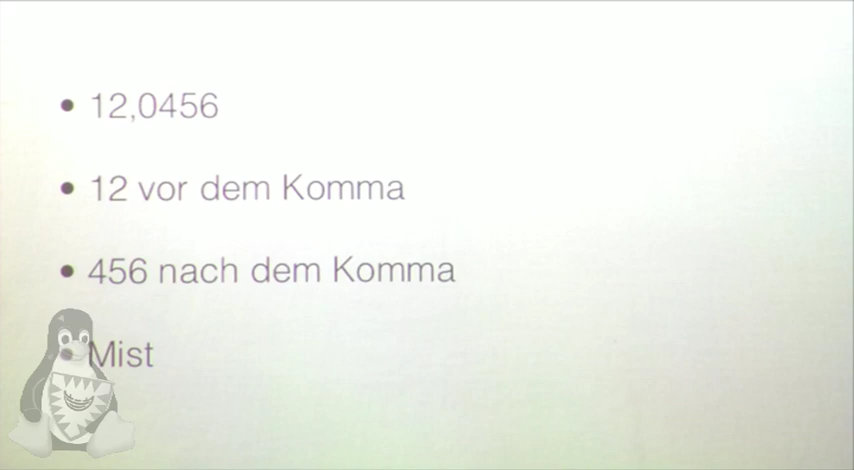 • 12,0456
• 12 vor dem Komma
• 456 nach dem Komma
• Mist